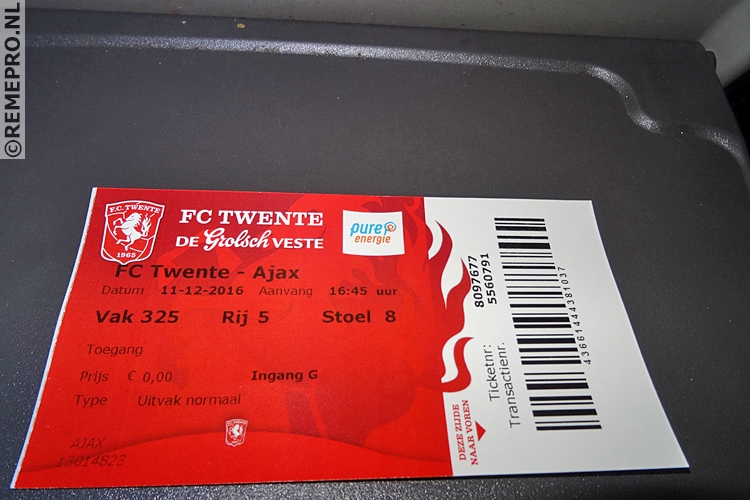 ©REMEPRO.NL
F.C. TWENTE
1965
FC TWENTE
DE Grolsch VESTE
pure energie
FC Twente - Ajax
Datum 11-12-2016 Aanvang 16:45 uur
Vak 325 Rij 5 Stoel 8
Toegang
Prijs € 0,00 Ingang G
Type Uitvak normaal
AJAX
13014823
DEZE ZIJDE
NAAR VOREN
Ticketnr: 8097677
Transactienr. 5560791
43661444381037